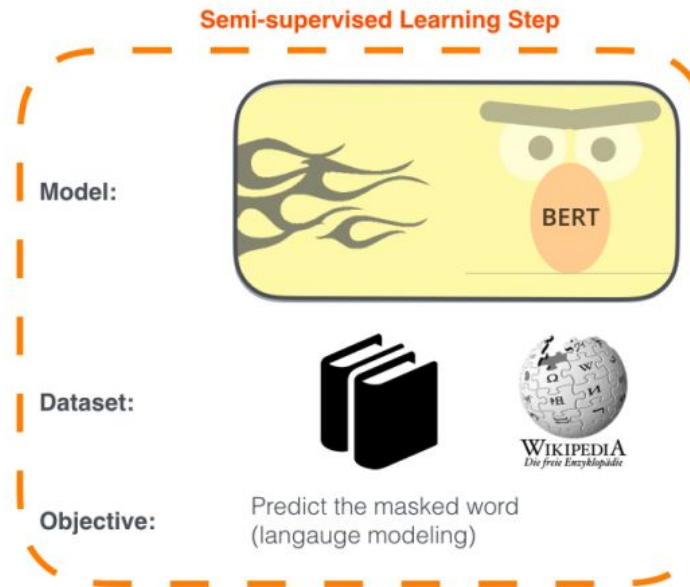 Semi-supervised Learning Step
Model:
BERT
Dataset:
WIKIPEDIA
Die freie Enzyklopädie
Objective:
Predict the masked word
(langauge modeling)